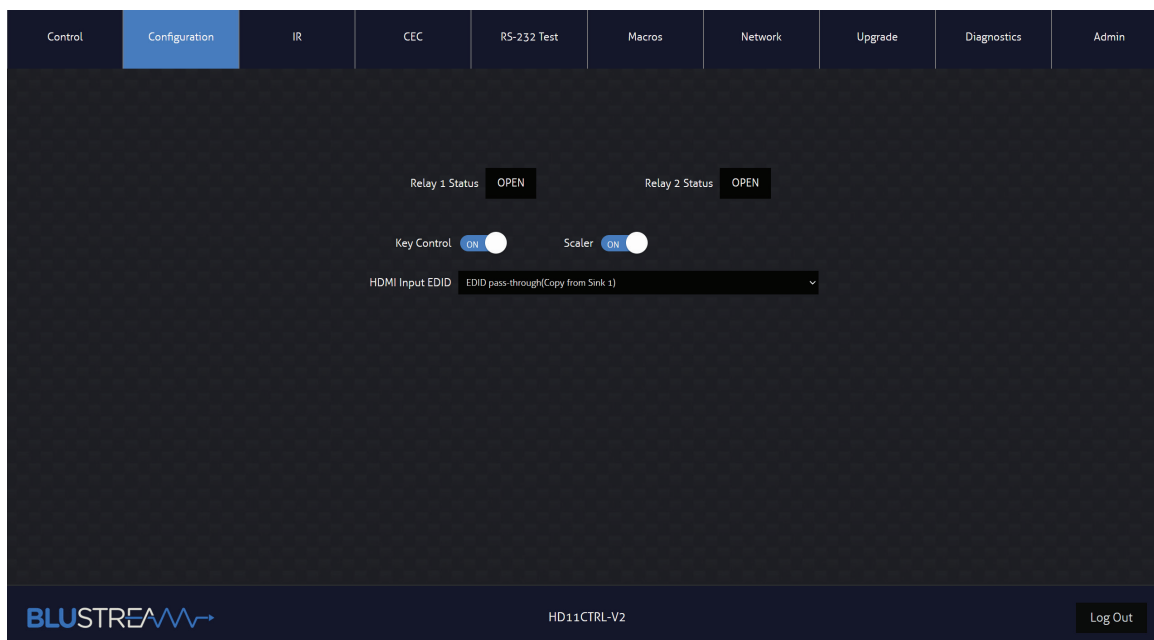 Control Configuration IR CEC RS-232 Test Macros Network Upgrade Diagnostics Admin
Relay 1 Status OPEN Relay 2 Status OPEN
Key Control ON Scaler ON
HDMI Input EDID EDID pass-through(Copy from Sink 1)
BLUSTREAM HD11CTRL-V2 Log Out